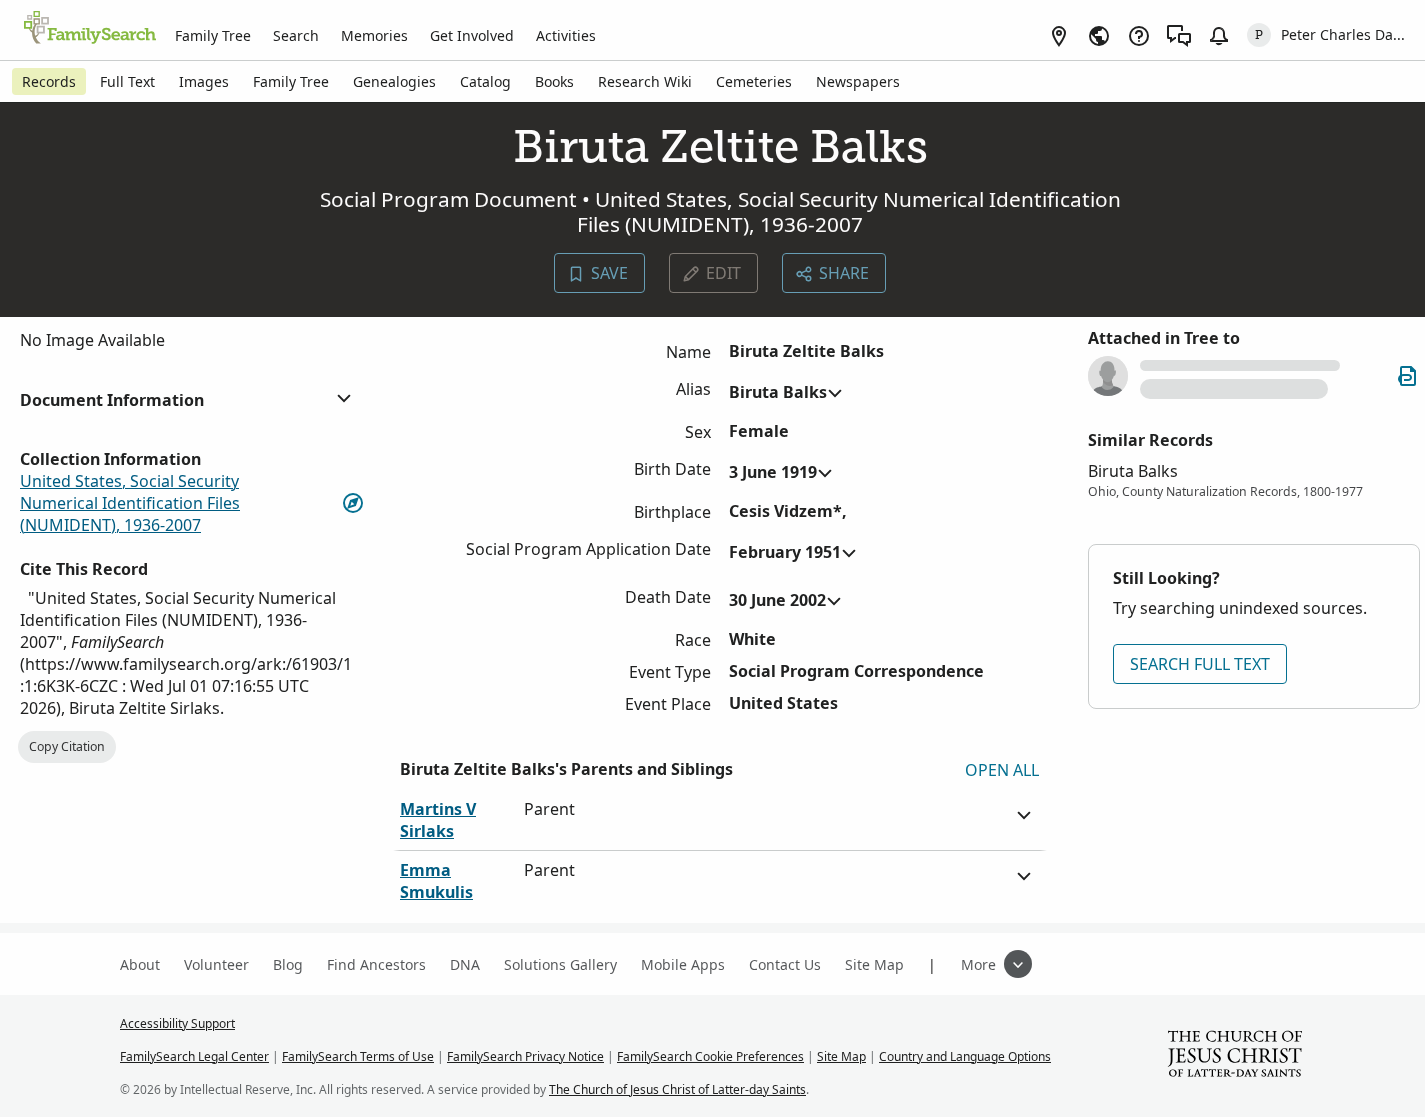 FamilySearch
Family Tree
Search
Memories
Get Involved
Activities
P
Peter Charles Da...
Records
Full Text
Images
Family Tree
Genealogies
Catalog
Books
Research Wiki
Cemeteries
Newspapers
Biruta Zeltite Balks
Social Program Document • United States, Social Security Numerical Identification
Files (NUMIDENT), 1936-2007
SAVE
EDIT
SHARE
No Image Available
Document Information
Collection Information
United States, Social Security
Numerical Identification Files
(NUMIDENT), 1936-2007
Cite This Record
"United States, Social Security Numerical
Identification Files (NUMIDENT), 1936-
2007", FamilySearch
(https://www.familysearch.org/ark:/61903/1
:1:6K3K-6CZC : Wed Jul 01 07:16:55 UTC
2026), Biruta Zeltite Sirlaks.
Copy Citation
Name Biruta Zeltite Balks
Alias Biruta Balks
Sex Female
Birth Date 3 June 1919
Birthplace Cesis Vidzem*,
Social Program Application Date February 1951
Death Date 30 June 2002
Race White
Event Type Social Program Correspondence
Event Place United States
Biruta Zeltite Balks's Parents and Siblings
OPEN ALL
Martins V
Sirlaks
Parent
Emma
Smukulis
Parent
Attached in Tree to
Similar Records
Biruta Balks
Ohio, County Naturalization Records, 1800-1977
Still Looking?
Try searching unindexed sources.
SEARCH FULL TEXT
About
Volunteer
Blog
Find Ancestors
DNA
Solutions Gallery
Mobile Apps
Contact Us
Site Map
|
More
Accessibility Support
FamilySearch Legal Center | FamilySearch Terms of Use | FamilySearch Privacy Notice | FamilySearch Cookie Preferences | Site Map | Country and Language Options
© 2026 by Intellectual Reserve, Inc. All rights reserved. A service provided by The Church of Jesus Christ of Latter-day Saints.
THE CHURCH OF
JESUS CHRIST
OF LATTER-DAY SAINTS